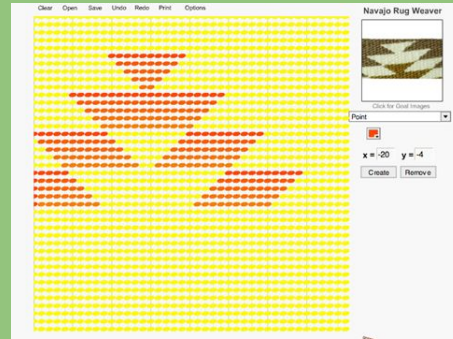 Clear Open Save Undo Redo Print Options
Navajo Rug Weaver
Click for Goal Images
Point
x = -20 y = -4
Create Remove